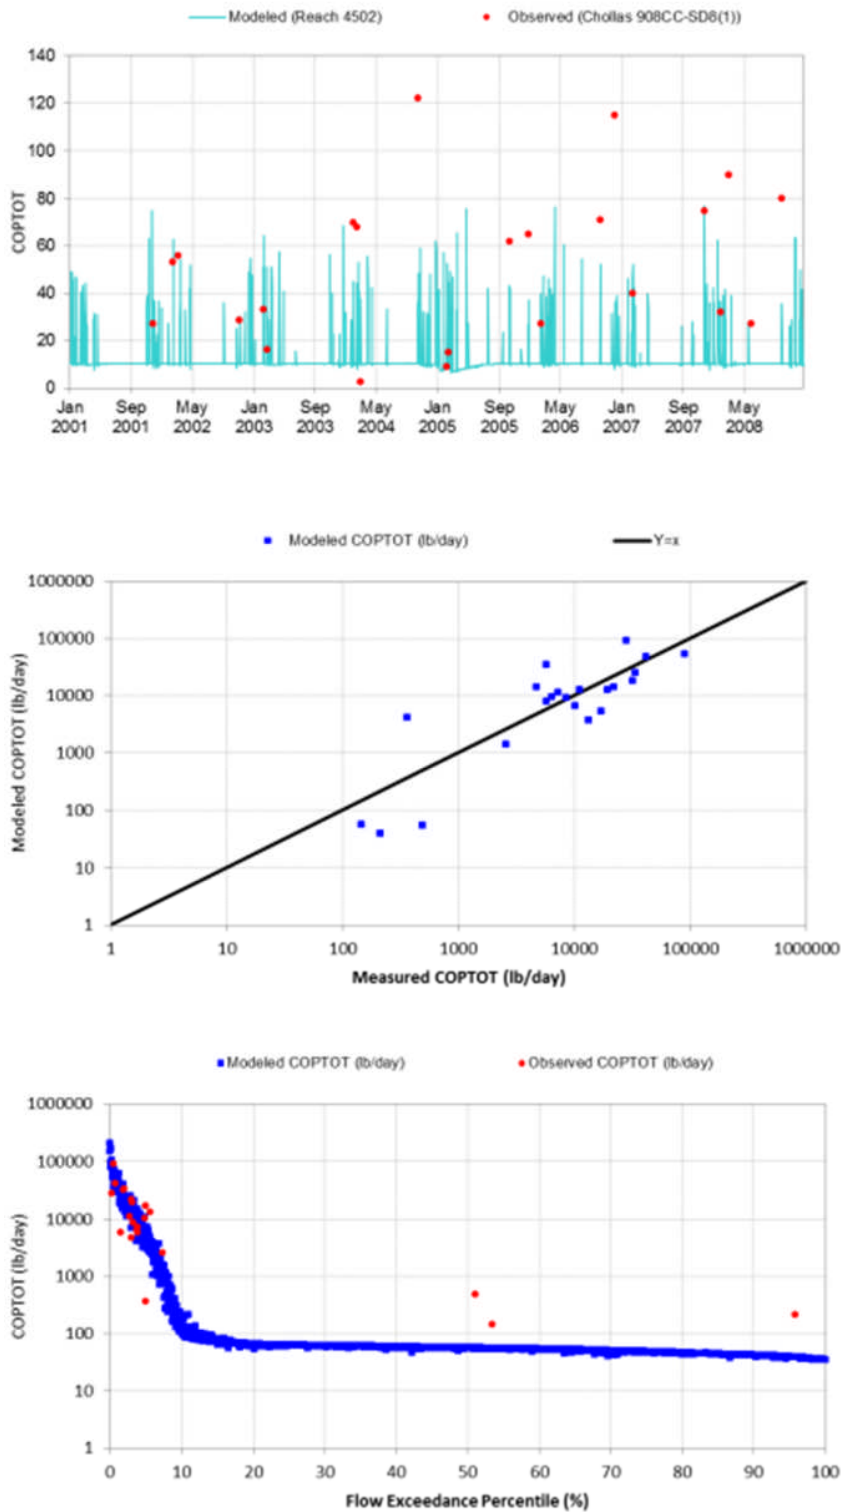 Modeled (Reach 4502) Observed (Chollas 908CC-SD8(1))
140
120
100
80
60
40
20
0
COPTOT
Jan Sep May Jan Sep May Jan Sep May Jan Sep May
2001 2001 2002 2003 2003 2004 2005 2005 2006 2007 2007 2008
Modeled COPTOT (lb/day) Y=x
1000000
100000
10000
1000
100
10
1
Modeled COPTOT (lb/day)
1 10 100 1000 10000 100000 1000000
Measured COPTOT (lb/day)
Modeled COPTOT (lb/day) Observed COPTOT (lb/day)
1000000
100000
10000
1000
100
10
1
COPTOT (lb/day)
0 10 20 30 40 50 60 70 80 90 100
Flow Exceedance Percentile (%)